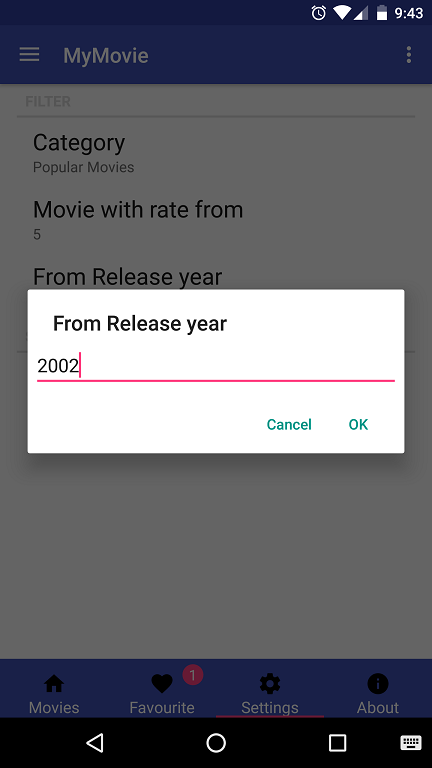 9:43
MyMovie
FILTER
Category
Popular Movies
Movie with rate from
5
From Release year
From Release year
2002
Cancel OK
1
Movies Favourite Settings About